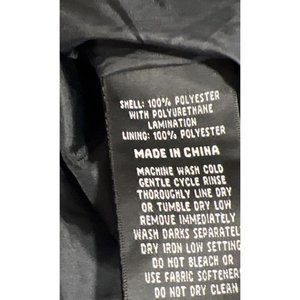 SHELL: 100% POLYESTER
WITH POLYURETHANE
LAMINATION
LINING: 100% POLYESTER
MADE IN CHINA
MACHINE WASH COLD
GENTLE CYCLE RINSE
THOROUGHLY LINE DRY
OR TUMBLE DRY LOW
REMOVE IMMEDIATELY
WASH DARKS SEPARATEL
DRY IRON LOW SETTING
DO NOT BLEACH OR
USE FABRIC SOFTENER
DO NOT DRY CLEAN